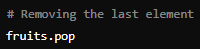 # Removing the last element
fruits.pop